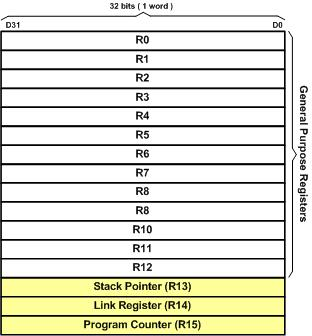 32 bits ( 1 word )
D31 D0
R0
R1
R2
R3
R4
R5
R6
R7
R8
R8
R10
R11
R12
General Purpose Registers
Stack Pointer (R13)
Link Register (R14)
Program Counter (R15)